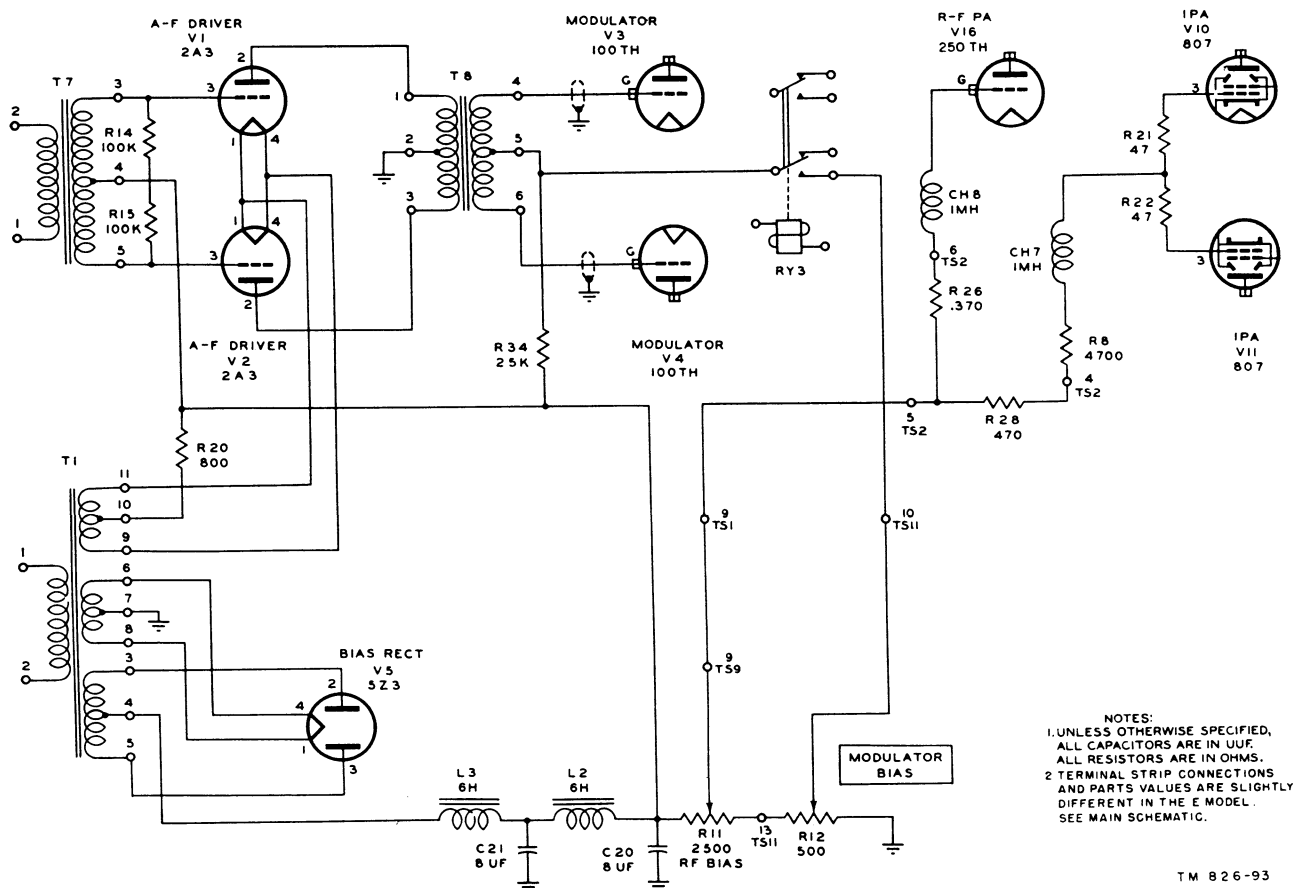 A-F DRIVER
V1
2A3
MODULATOR
V3
100TH
R-F PA
V16
250TH
IPA
V10
807
T7
3
2
3
4
1
4
2
1
5
R14
100K
R15
100K
3
1
4
2
A-F DRIVER
V2
2A3
T8
1
2
3
4
5
6
G
G
MODULATOR
V4
100TH
R34
25K
RY3
G
CH8
1MH
6
TS2
R26
.370
3
R21
47
R22
47
3
CH7
1MH
R8
4700
4
TS2
IPA
V11
807
5
TS2
R28
470
R20
800
T1
11
10
9
6
7
8
3
4
5
1
2
BIAS RECT
V5
5Z3
2
4
1
3
9
TS1
10
TS11
9
TS9
MODULATOR
BIAS
L3
6H
L2
6H
C21
8UF
C20
8UF
R11
2500
RF BIAS
13
TS11
R12
500
NOTES:
1. UNLESS OTHERWISE SPECIFIED,
ALL CAPACITORS ARE IN UUF.
ALL RESISTORS ARE IN OHMS.
2 TERMINAL STRIP CONNECTIONS
AND PARTS VALUES ARE SLIGHTLY
DIFFERENT IN THE E MODEL.
SEE MAIN SCHEMATIC.
TM 826-93